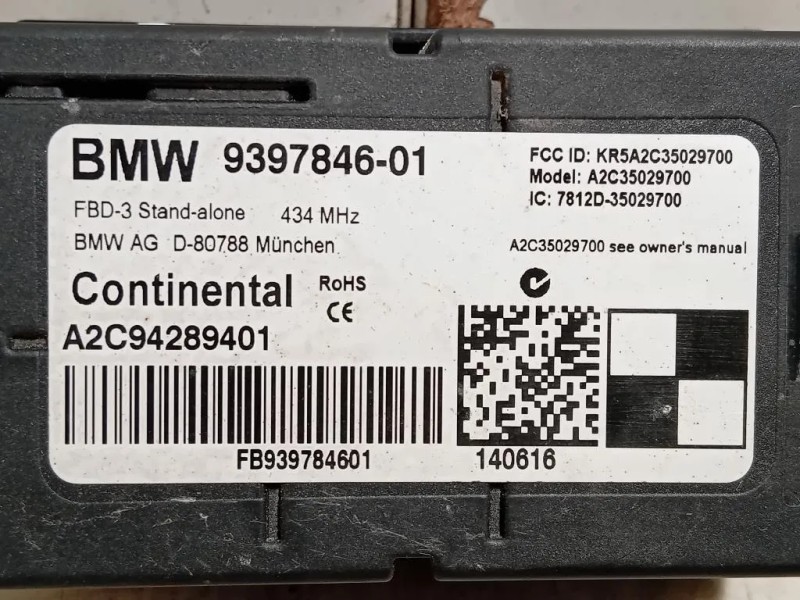 BMW 9397846-01
FCC ID: KR5A2C35029700
Model: A2C35029700
IC: 7812D-35029700
FBD-3 Stand-alone 434 MHz
BMW AG D-80788 München
A2C35029700 see owner's manual
Continental RoHS
CE
A2C94289401
FB939784601
140616